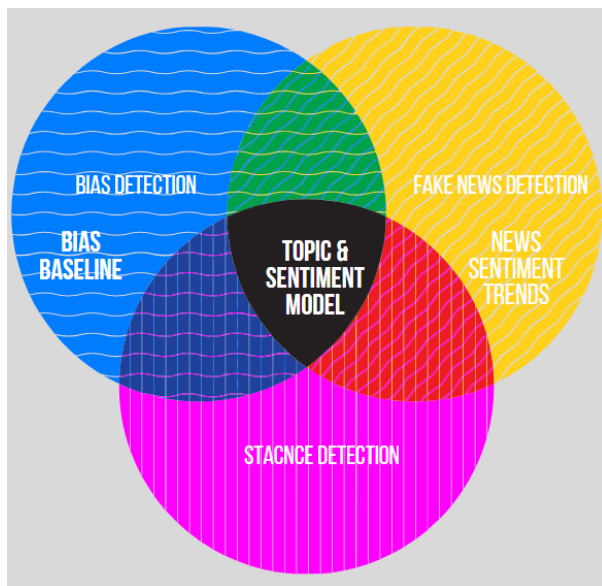 BIAS DETECTION
FAKE NEWS DETECTION
BIAS
BASELINE
NEWS
SENTIMENT
TRENDS
TOPIC &
SENTIMENT
MODEL
STACNCE DETECTION